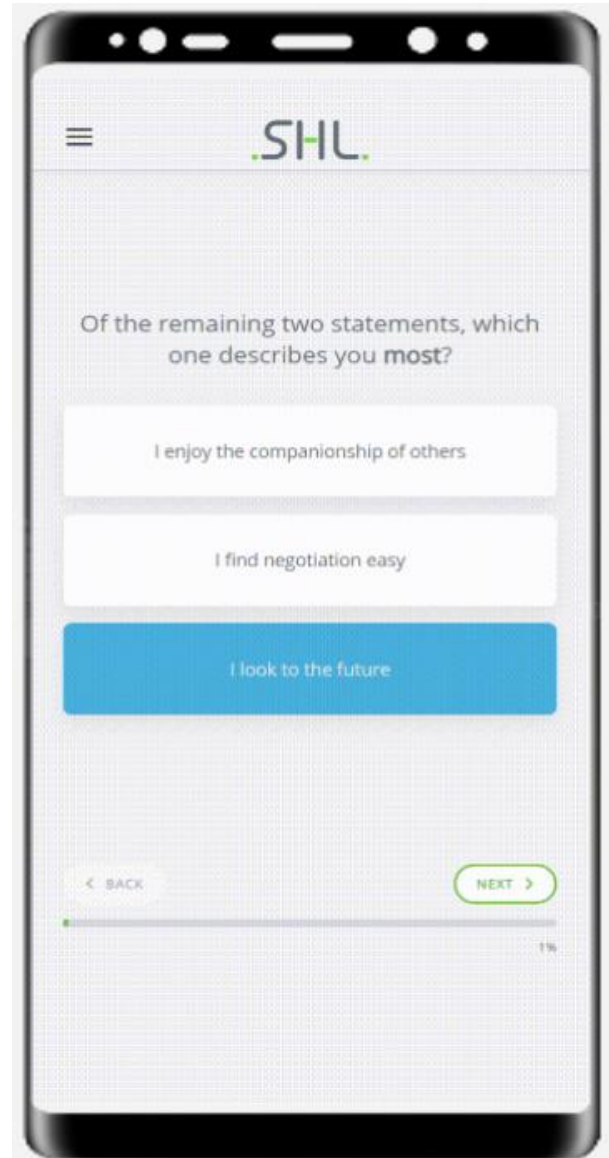 .SHL.
Of the remaining two statements, which
one describes you most?
I enjoy the companionship of others
I find negotiation easy
I look to the future
< BACK
NEXT >
1%